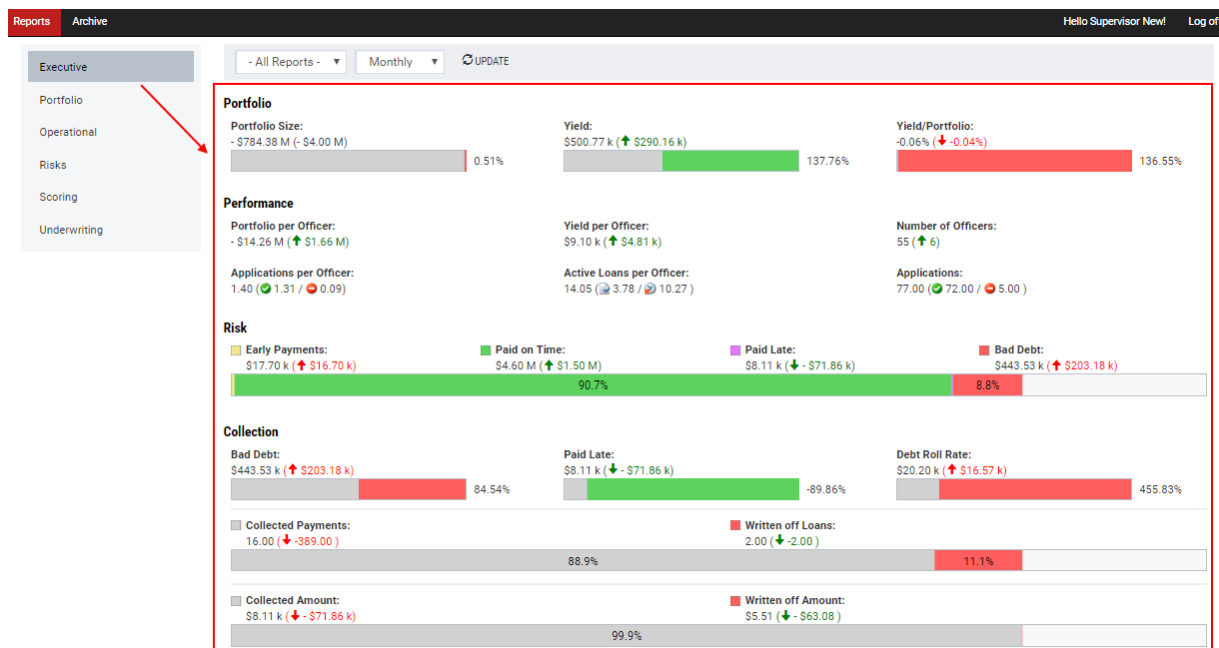 Reports Archive Hello Supervisor New! Log of
Executive
Portfolio
Operational
Risks
Scoring
Underwriting
- All Reports - Monthly UPDATE
Portfolio
Portfolio Size: Yield: Yield/Portfolio:
- $784.38 M (- $4.00 M) $500.77 k ( $290.16 k) -0.06% ( -0.04%)
0.51% 137.76% 136.55%
Performance
Portfolio per Officer: Yield per Officer: Number of Officers:
- $14.26 M ( $1.66 M) $9.10 k ( $4.81 k) 55 ( 6)
Applications per Officer: Active Loans per Officer: Applications:
1.40 ( 1.31 / 0.09) 14.05 ( 3.78 / 10.27 ) 77.00 ( 72.00 / 5.00 )
Risk
Early Payments: Paid on Time: Paid Late: Bad Debt:
$17.70 k ( $16.70 k) $4.60 M ( $1.50 M) $8.11 k ( - $71.86 k) $443.53 k ( $203.18 k)
90.7% 8.8%
Collection
Bad Debt: Paid Late: Debt Roll Rate:
$443.53 k ( $203.18 k) $8.11 k ( - $71.86 k) $20.20 k ( $16.57 k)
84.54% -89.86% 455.83%
Collected Payments: Written off Loans:
16.00 ( -389.00 ) 2.00 ( -2.00 )
88.9% 11.1%
Collected Amount: Written off Amount:
$8.11 k ( - $71.86 k) $5.51 ( - $63.08 )
99.9%